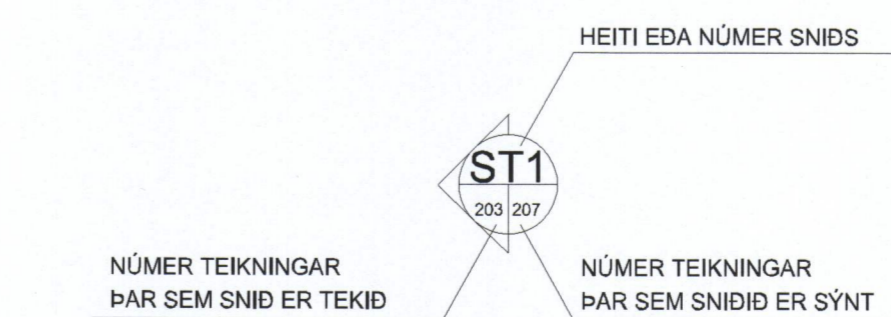 HEITI EÐA NÚMER SNIÐS
ST1
203 207
NÚMER TEIKNINGAR
ÞAR SEM SNIÐ ER TEKIÐ
NÚMER TEIKNINGAR
ÞAR SEM SNIÐIÐ ER SÝNT